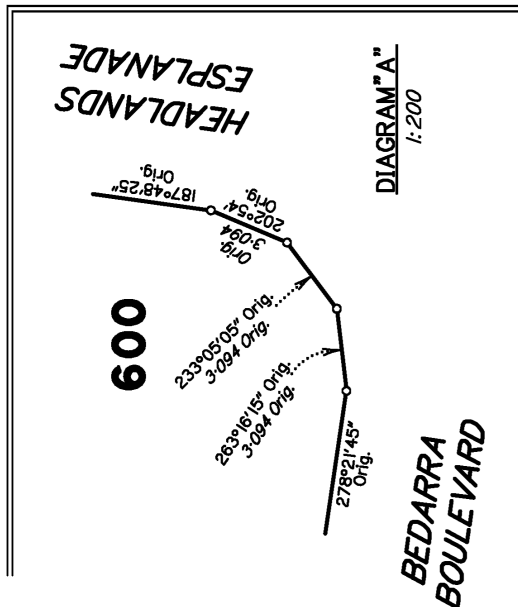 HEADLANDS
ESPLANADE
DIAGRAM"A"
1:200
187°48'25"
Orig.
202°54'
Orig.
3·094
Orig.
600
233°05'05" Orig.
3·094 Orig.
263°16'15" Orig.
3·094 Orig.
278°21'45"
Orig.
BEDARRA
BOULEVARD